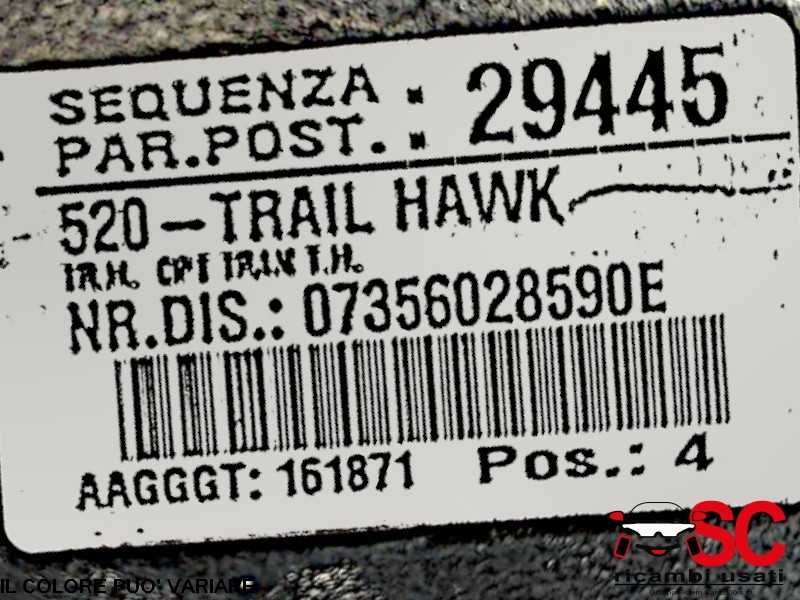 SEQUENZA : 29445
PAR.POST. :
520-TRAIL HAWK
NR.DIS.: 07356028590E
AAGGGT: 161871 Pos.: 4
SC
ricambi usati
IL COLORE PUO' VARIARE